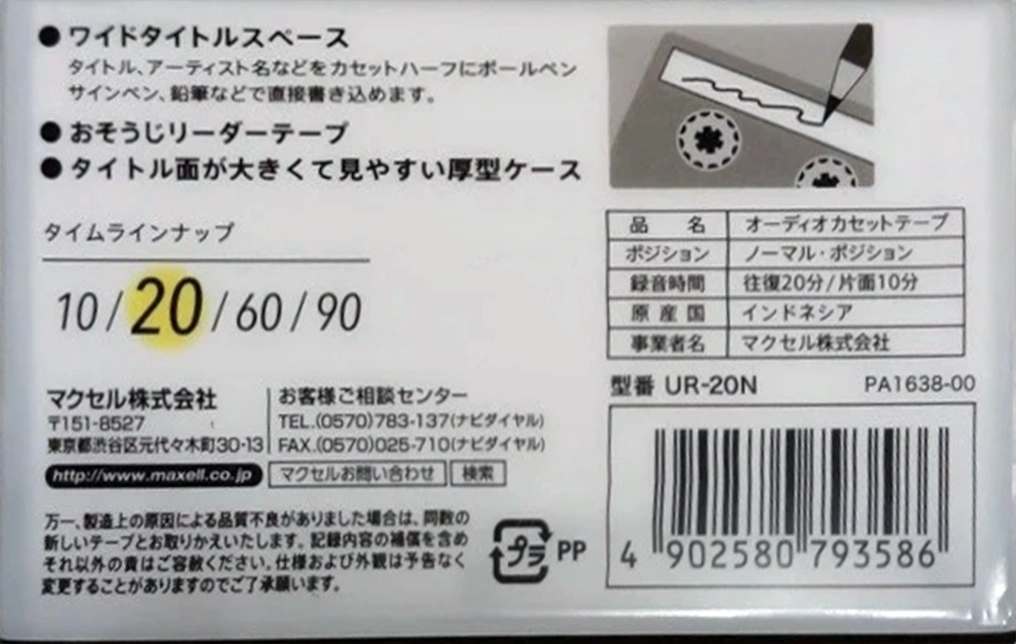 ● ワイドタイトルスペース
タイトル、アーティスト名などをカセットハーフにボールペン
サインペン、鉛筆などで直接書き込めます。
● おそうじリーダーテープ
● タイトル面が大きくて見やすい厚型ケース
タイムラインナップ
10/20/60/90
品名 オーディオカセットテープ
ポジション ノーマル・ポジション
録音時間 往復20分/片面10分
原産国 インドネシア
事業者名 マクセル株式会社
型番 UR-20N PA1638-00
マクセル株式会社
〒151-8527
東京都渋谷区元代々木町30-13
http://www.maxell.co.jp
お客様ご相談センター
TEL.(0570)783-137(ナビダイヤル)
FAX.(0570)025-710(ナビダイヤル)
マクセルお問い合わせ 検索
万一、製造上の原因による品質不良がありました場合は、同数の
新しいテープとお取りかえいたします。記録内容の補償を含め
それ以外の責はご容赦ください。仕様および外観は予告なく
変更することがありますのでご了承願います。
プラ PP
4 902580 793586